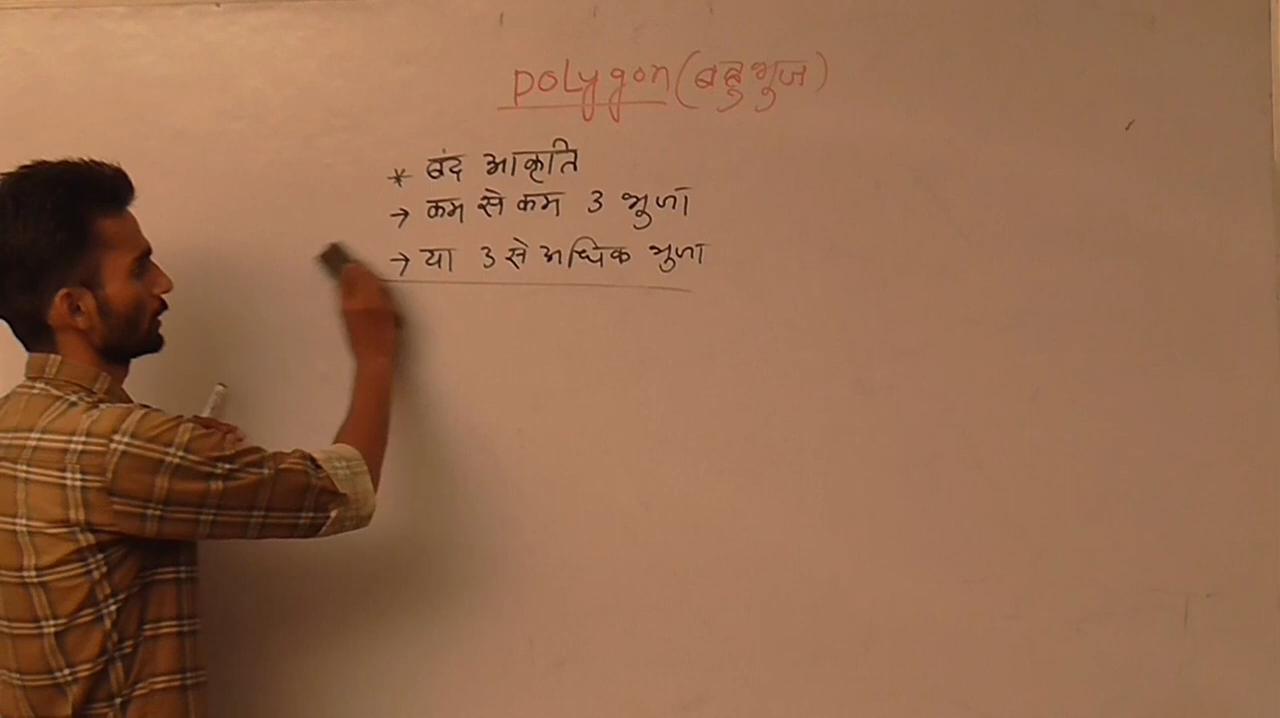 polygon (बहुभुज)
* बंद आकृति
→ कम से कम 3 भुजा
→ या 3 से अधिक भुजा